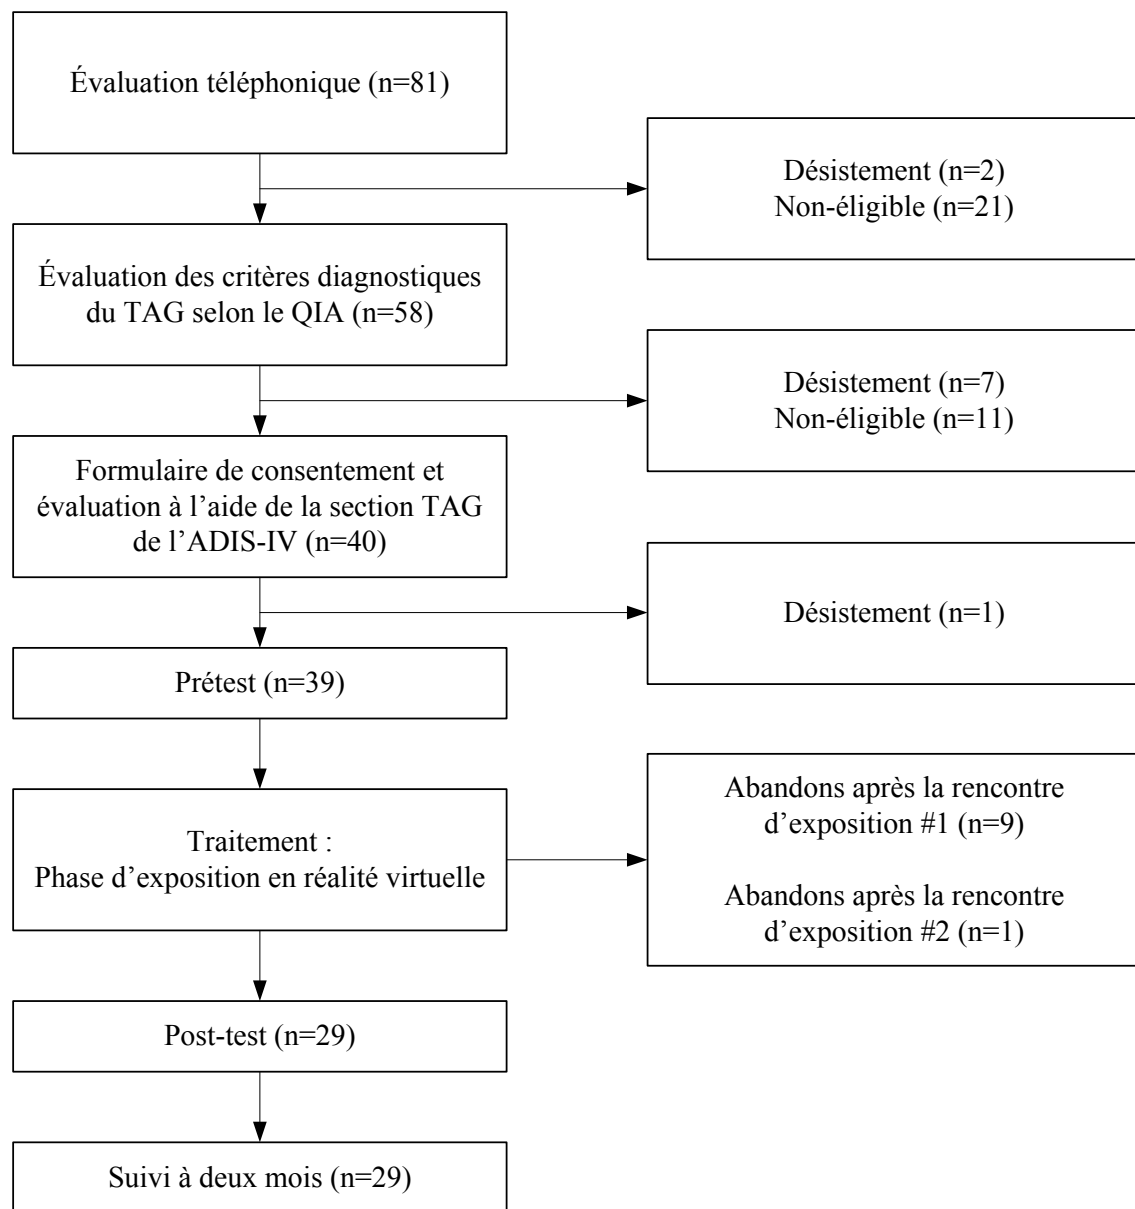 Évaluation téléphonique (n=81)
Désistement (n=2)
Non-éligible (n=21)
Évaluation des critères diagnostiques
du TAG selon le QIA (n=58)
Désistement (n=7)
Non-éligible (n=11)
Formulaire de consentement et
évaluation à l’aide de la section TAG
de l’ADIS-IV (n=40)
Désistement (n=1)
Prétest (n=39)
Traitement :
Phase d’exposition en réalité virtuelle
Abandons après la rencontre
d’exposition #1 (n=9)
Abandons après la rencontre
d’exposition #2 (n=1)
Post-test (n=29)
Suivi à deux mois (n=29)